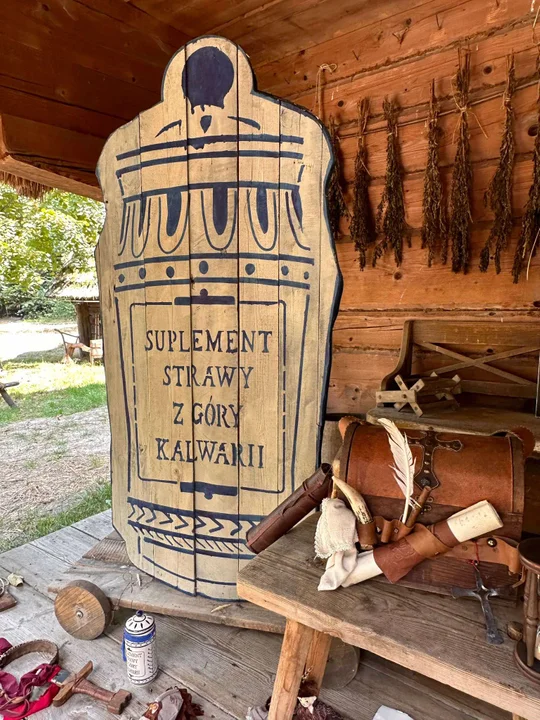 SUPLEMENT
STRAWY
Z GÓRY
KALWARII